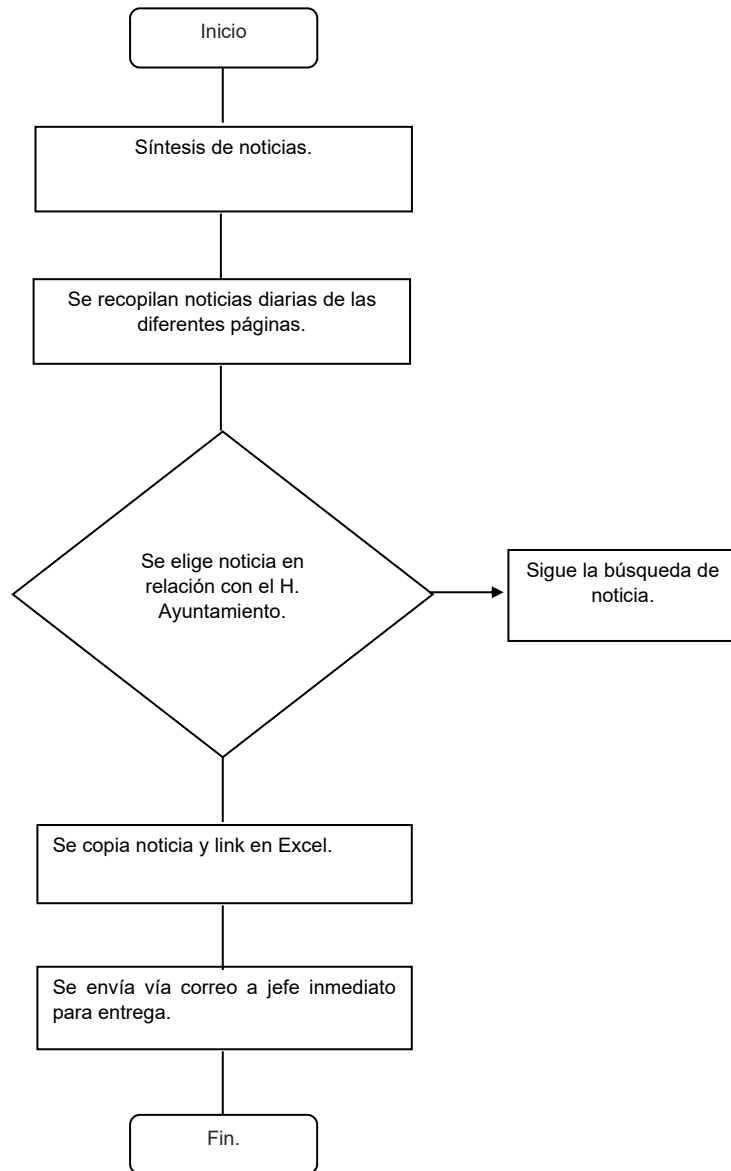 Inicio
Síntesis de noticias.
Se recopilan noticias diarias de las
diferentes páginas.
Se elige noticia en
relación con el H.
Ayuntamiento.
Sigue la búsqueda de
noticia.
Se copia noticia y link en Excel.
Se envía vía correo a jefe inmediato
para entrega.
Fin.